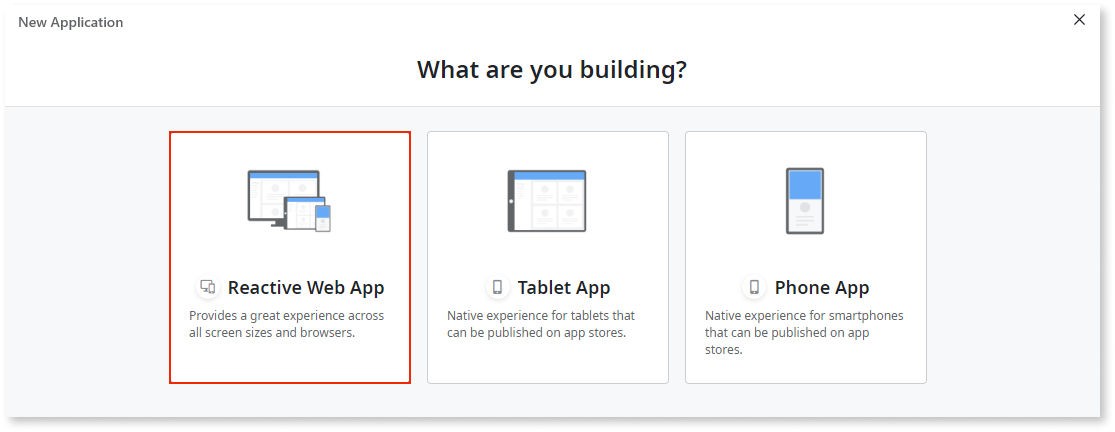 New Application
What are you building?
Reactive Web App
Provides a great experience across
all screen sizes and browsers.
Tablet App
Native experience for tablets that
can be published on app stores.
Phone App
Native experience for smartphones
that can be published on app
stores.